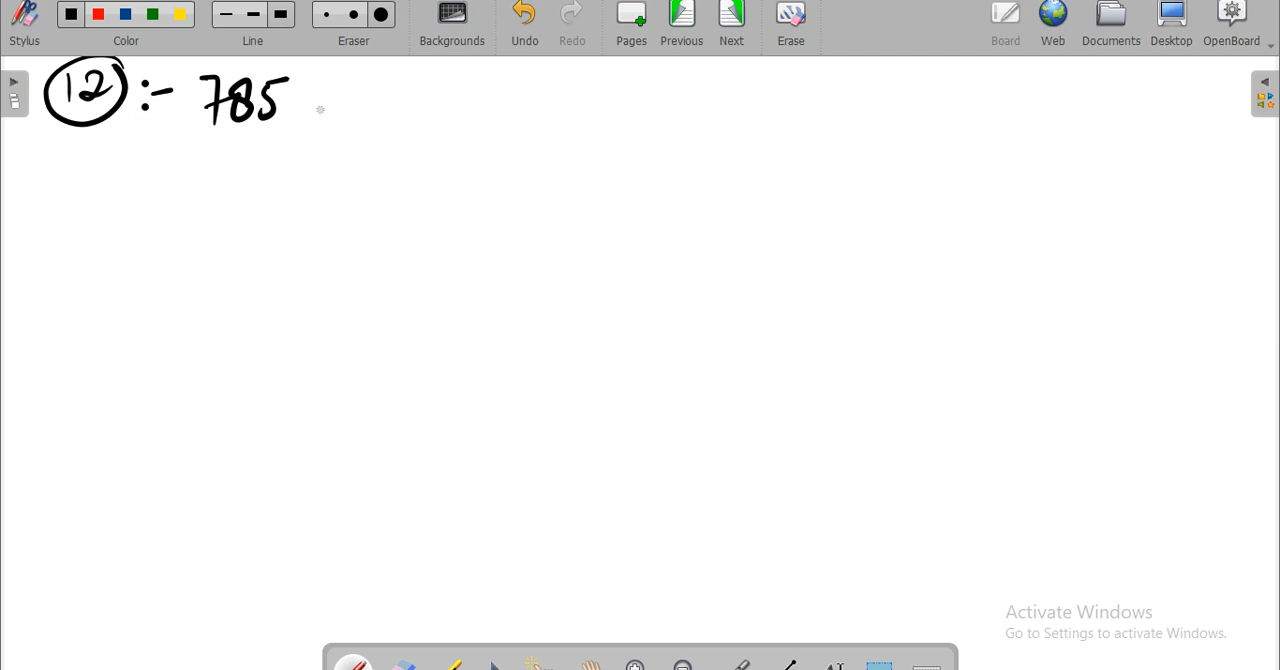 Stylus Color Line Eraser Backgrounds Undo Redo Pages Previous Next Erase Board Web Documents Desktop OpenBoard
12 :- 785
Activate Windows
Go to Settings to activate Windows.